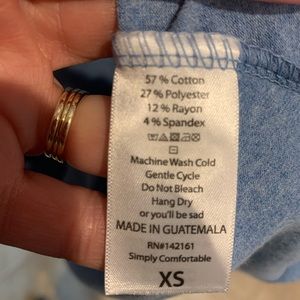 57 % Cotton
27 % Polyester
12 % Rayon
4 % Spandex
Machine Wash Cold
Gentle Cycle
Do Not Bleach
Hang Dry
or you'll be sad
MADE IN GUATEMALA
RN#142161
Simply Comfortable
XS